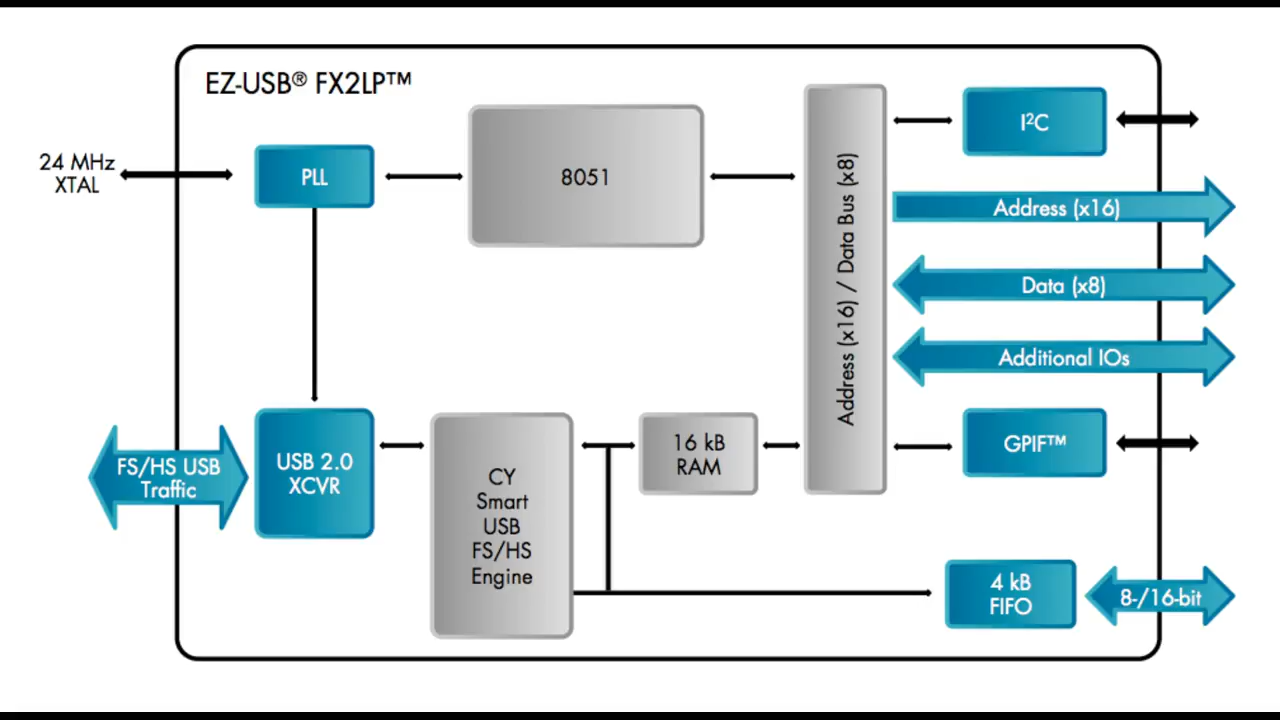 EZ-USB® FX2LP™
24 MHz
XTAL
PLL
8051
Address (x16) / Data Bus (x8)
I²C
Address (x16)
Data (x8)
Additional IOs
FS/HS USB
Traffic
USB 2.0
XCVR
CY
Smart
USB
FS/HS
Engine
16 kB
RAM
GPIF™
4 kB
FIFO
8-/16-bit